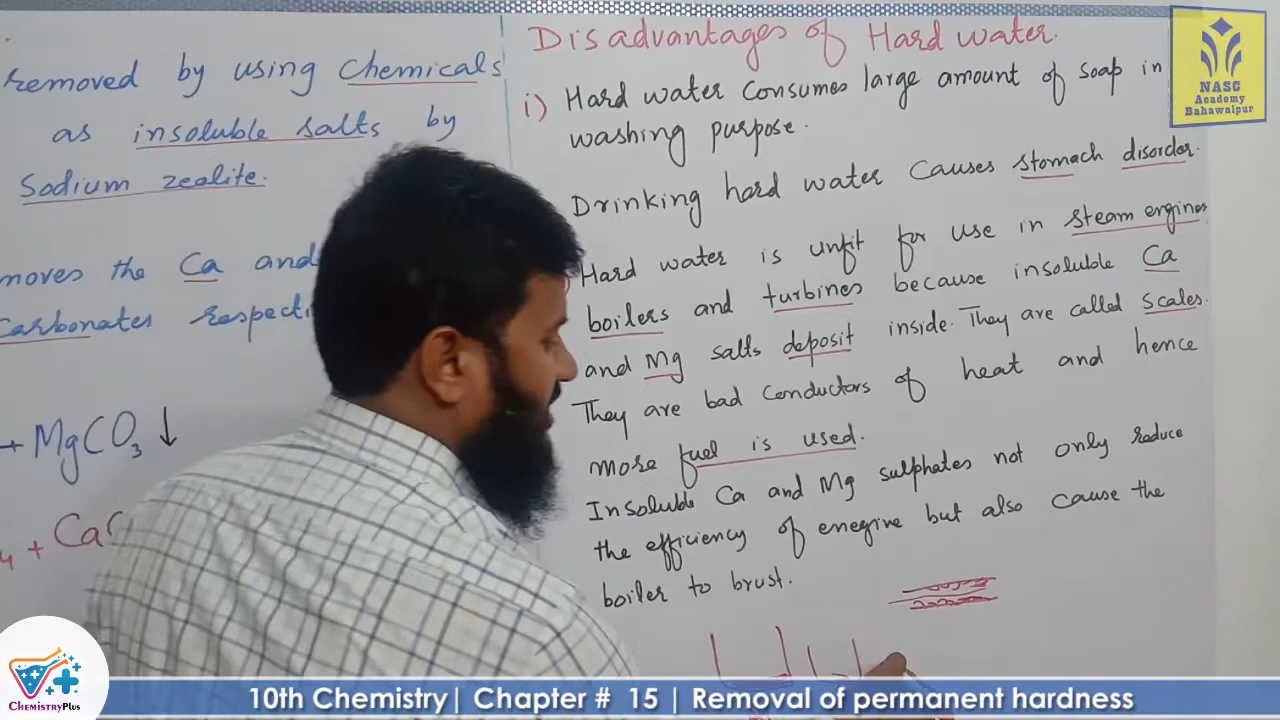 removed by using chemicals
as insoluble salts by
Sodium zeolite.
moves the Ca and
Carbonates
+ MgCO3 ↓
4 + Ca
Disadvantages of Hard water.
i) Hard water consumes large amount of soap in
washing purpose.
Drinking hard water causes stomach disorder.
Hard water is unfit for use in steam engines
boilers and turbines because insoluble Ca
and Mg salts deposit inside. They are called scales.
They are bad conductors of heat and hence
more fuel is used.
Insoluble Ca and Mg sulphates not only reduce
the efficiency of enegine but also cause the
boiler to brust.
NASC
Academy
Bahawalpur
CHEMISTRYPLUS
10th Chemistry| Chapter # 15 | Removal of permanent hardness